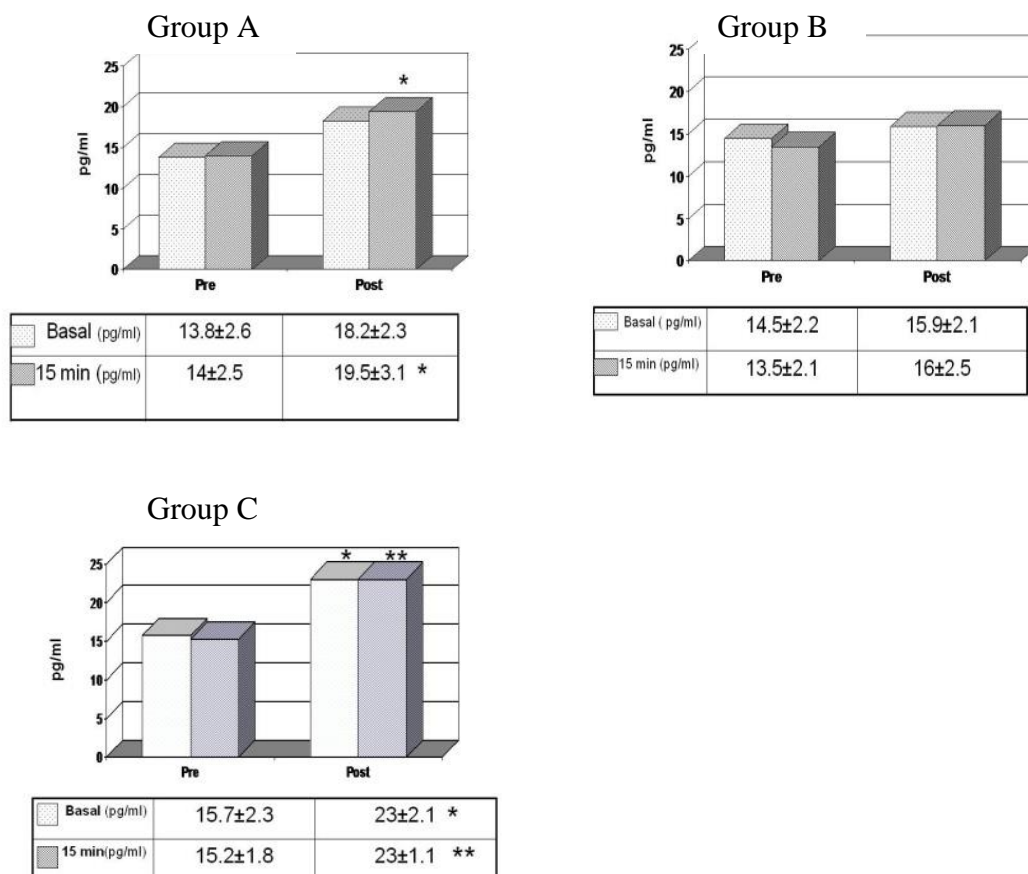 Group A
*
25
20
15
10
5
0
pg/ml
Pre Post
Basal (pg/ml) 13.8±2.6 18.2±2.3
15 min (pg/ml) 14±2.5 19.5±3.1 *
Group B
25
20
15
10
5
0
pg/ml
Pre Post
Basal ( pg/ml) 14.5±2.2 15.9±2.1
15 min (pg/ml) 13.5±2.1 16±2.5
Group C
* **
25
20
15
10
5
0
pg/ml
Pre Post
Basal (pg/ml) 15.7±2.3 23±2.1 *
15 min(pg/ml) 15.2±1.8 23±1.1 **